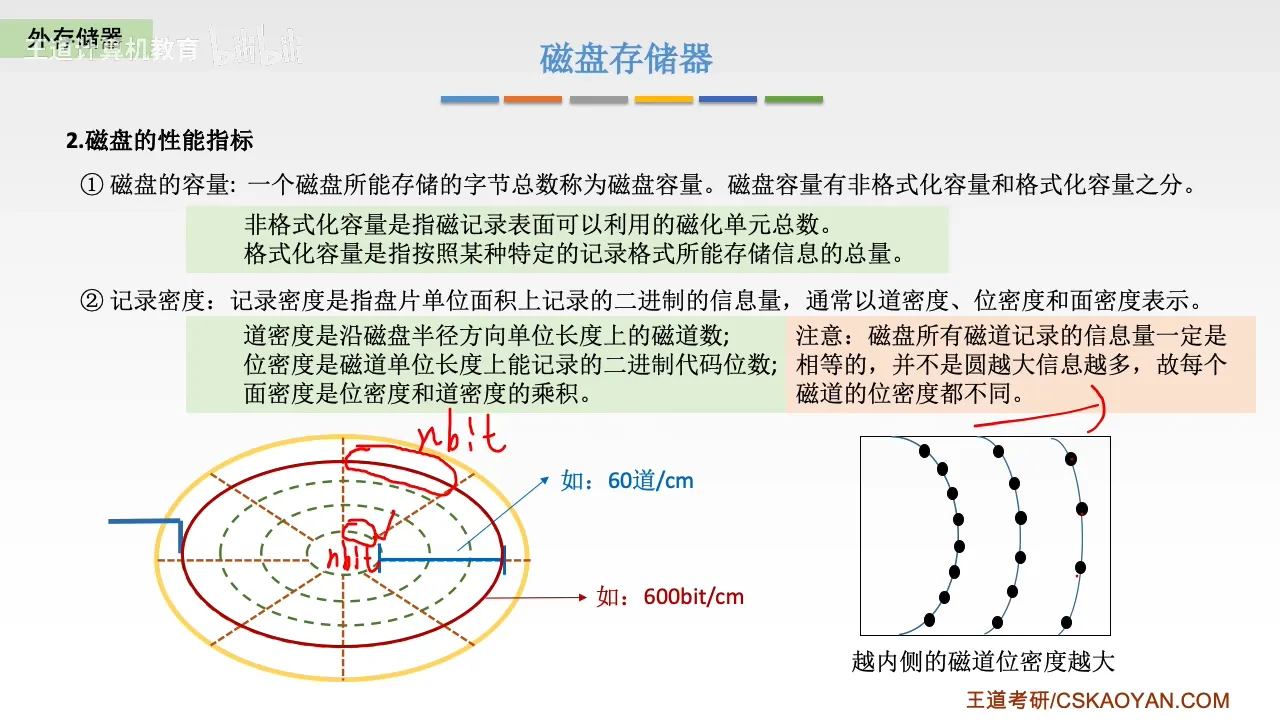 外存储器
王道计算机教育 bilibili
磁盘存储器
2.磁盘的性能指标
① 磁盘的容量：一个磁盘所能存储的字节总数称为磁盘容量。磁盘容量有非格式化容量和格式化容量之分。
非格式化容量是指磁记录表面可以利用的磁化单元总数。
格式化容量是指按照某种特定的记录格式所能存储信息的总量。
② 记录密度：记录密度是指盘片单位面积上记录的二进制的信息量，通常以道密度、位密度和面密度表示。
道密度是沿磁盘半径方向单位长度上的磁道数;
位密度是磁道单位长度上能记录的二进制代码位数;
面密度是位密度和道密度的乘积。
注意：磁盘所有磁道记录的信息量一定是
相等的，并不是圆越大信息越多，故每个
磁道的位密度都不同。
nbit
如：60道/cm
nbit
如：600bit/cm
越内侧的磁道位密度越大
王道考研/CSKAOYAN.COM